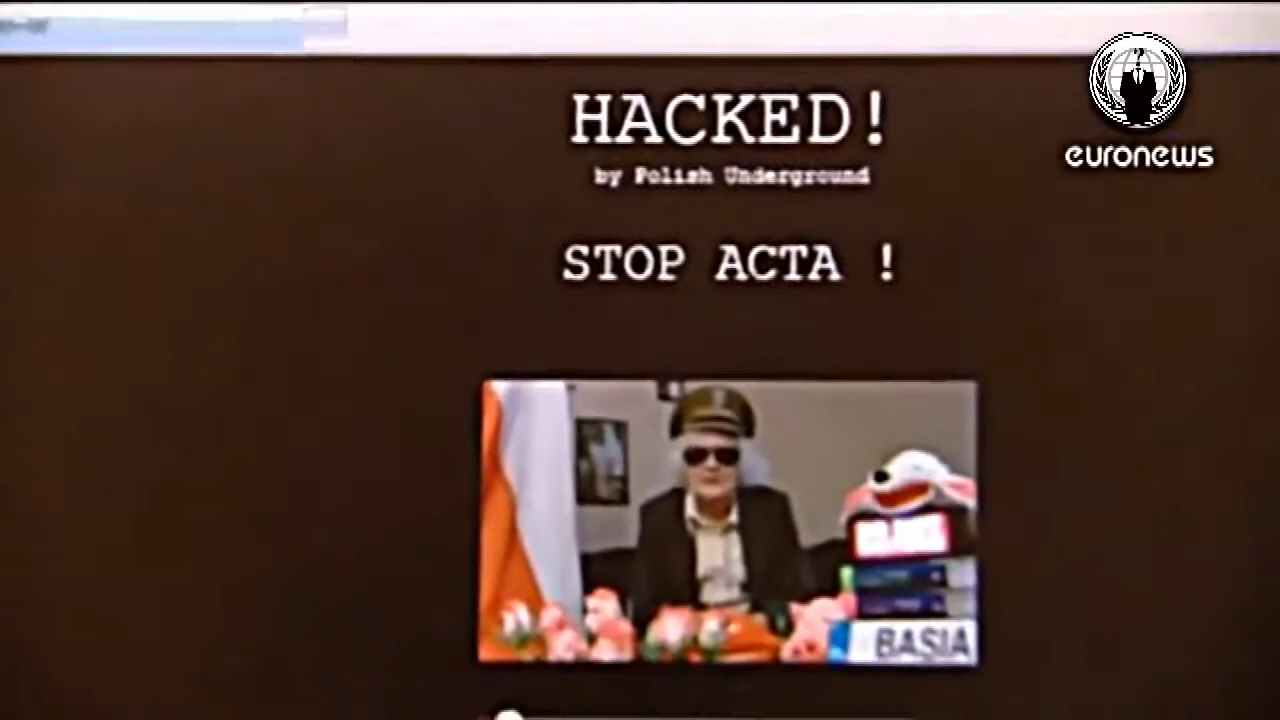 HACKED!
by Polish Underground
STOP ACTA !
euronews
BASIA